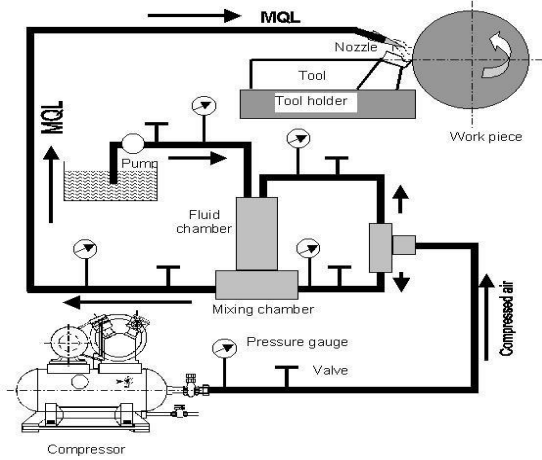 MQL
Nozzle
Tool
Tool holder
Work piece
MQL
Pump
Fluid
chamber
Mixing chamber
Compressed air
Pressure gauge
Valve
Compressor